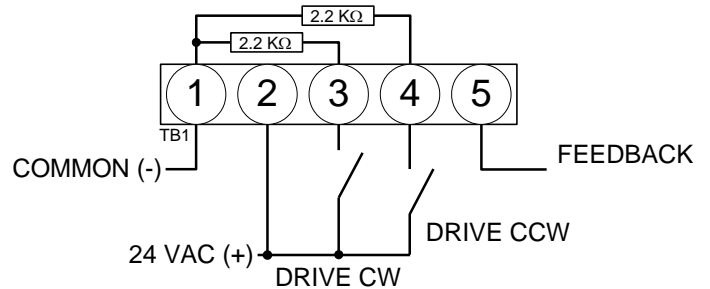 2.2 KΩ
2.2 KΩ
1 2 3 4 5
TB1
COMMON (-)
FEEDBACK
DRIVE CCW
24 VAC (+)
DRIVE CW